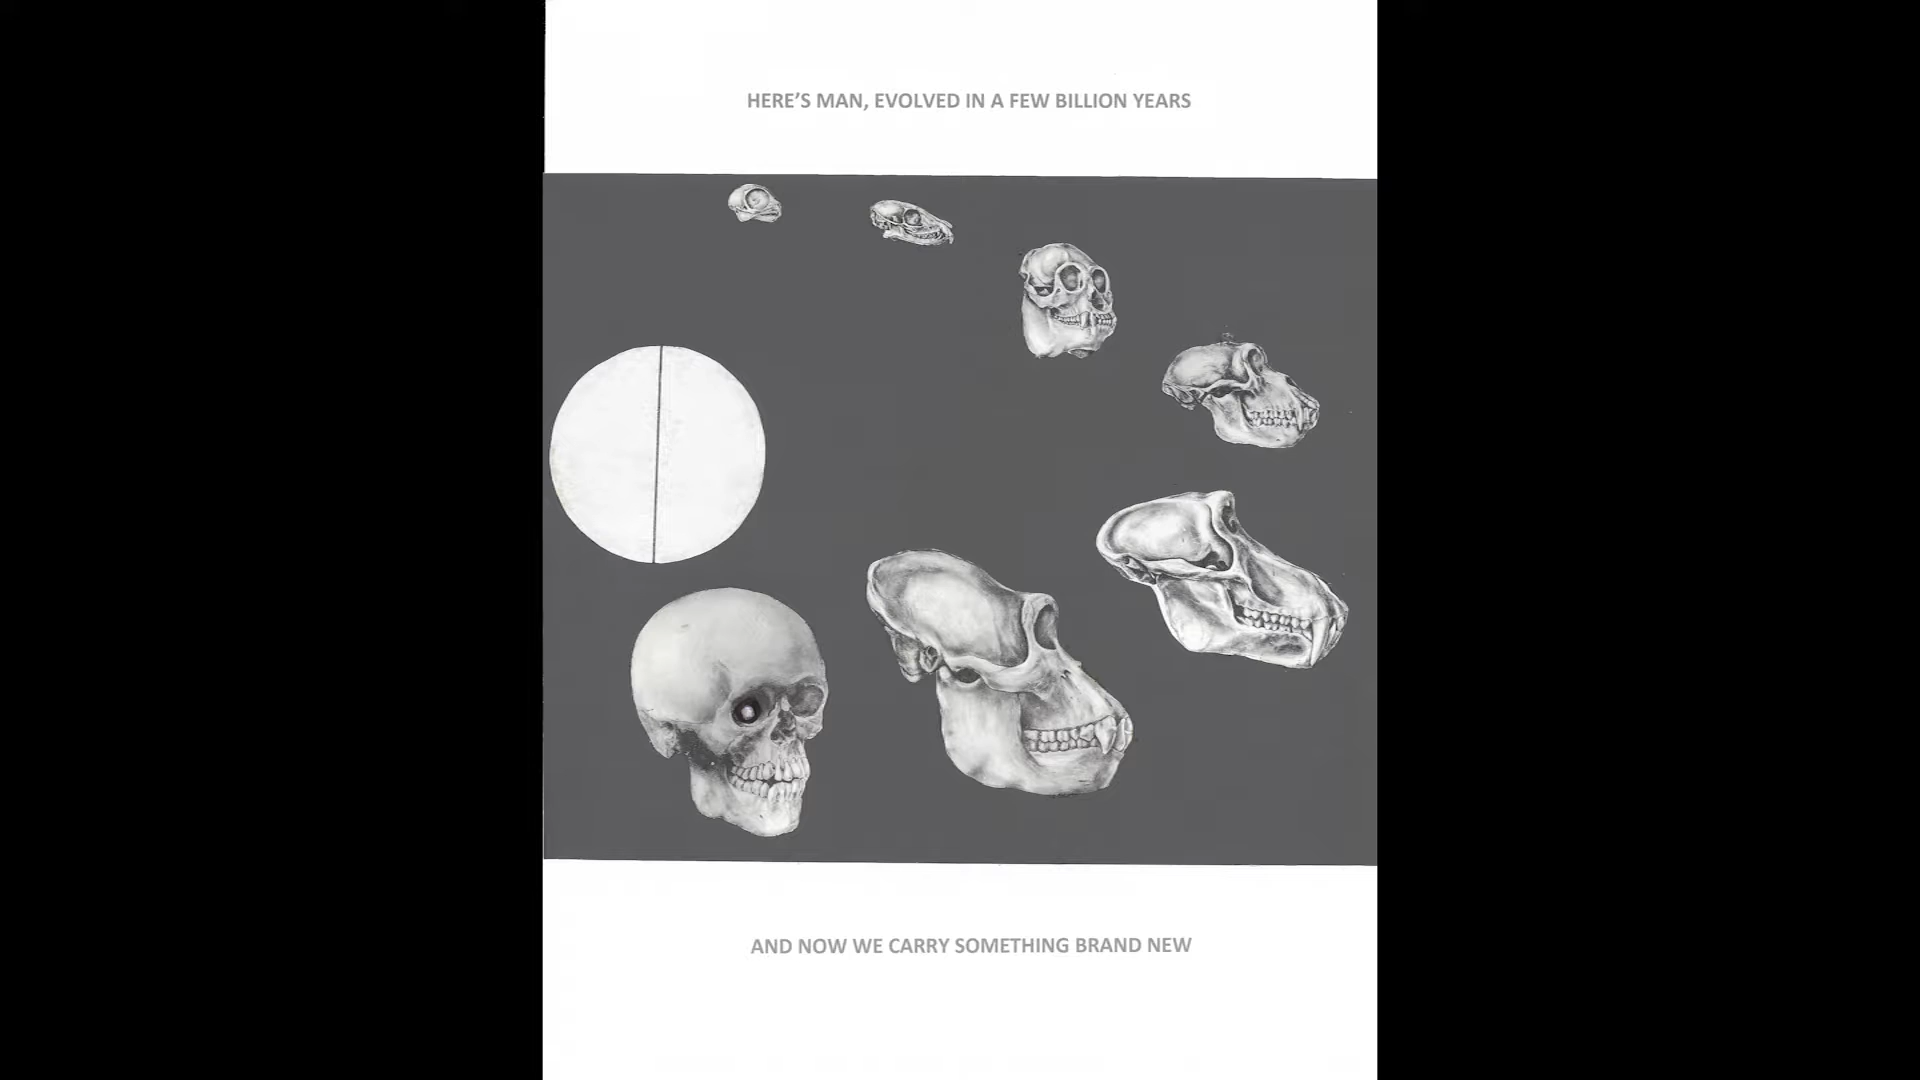 HERE’S MAN, EVOLVED IN A FEW BILLION YEARS
AND NOW WE CARRY SOMETHING BRAND NEW